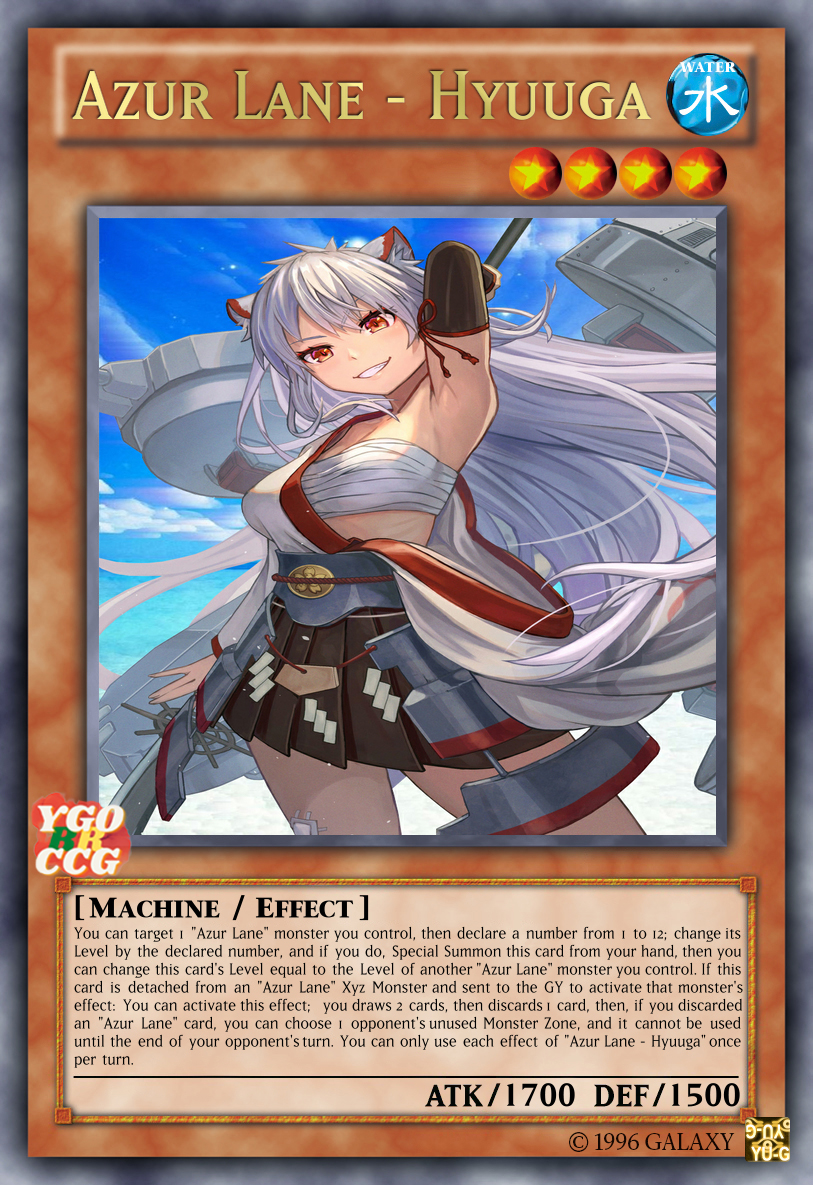 AZUR LANE - HYUUGA
WATER
水
YGO
RR
CCG
[ MACHINE / EFFECT ]
You can target 1 "Azur Lane" monster you control, then declare a number from 1 to 12; change its
Level by the declared number, and if you do, Special Summon this card from your hand, then you
can change this card's Level equal to the Level of another "Azur Lane" monster you control. If this
card is detached from an "Azur Lane" Xyz Monster and sent to the GY to activate that monster's
effect: You can activate this effect; you draws 2 cards, then discards 1 card, then, if you discarded
an "Azur Lane" card, you can choose 1 opponent's unused Monster Zone, and it cannot be used
until the end of your opponent's turn. You can only use each effect of "Azur Lane - Hyuuga" once
per turn.
ATK/1700 DEF/1500
© 1996 GALAXY